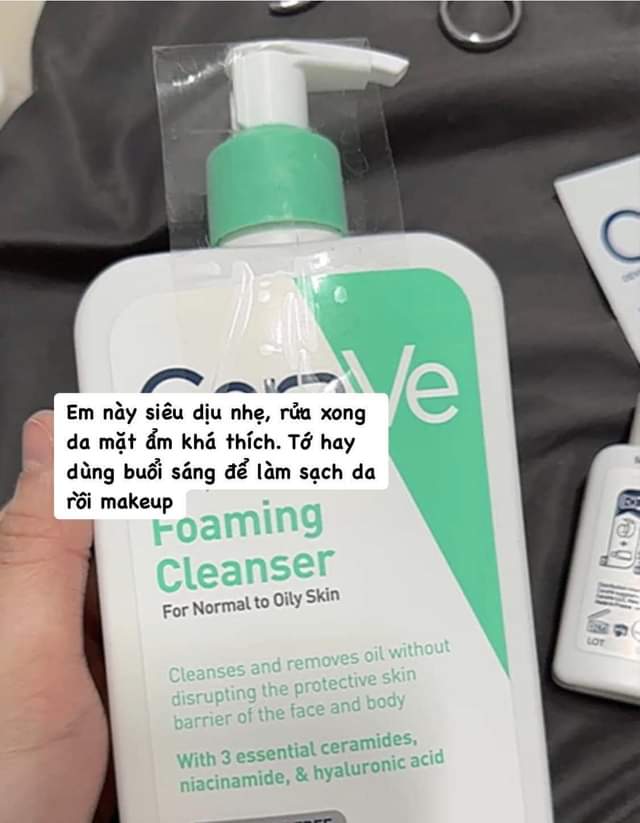 CeraVe
Em này siêu dịu nhẹ, rửa xong
da mặt ẩm khá thích. Tớ hay
dùng buổi sáng để làm sạch da
rồi makeup
Foaming
Cleanser
For Normal to Oily Skin
Cleanses and removes oil without
disrupting the protective skin
barrier of the face and body
With 3 essential ceramides,
niacinamide, & hyaluronic acid
LOT